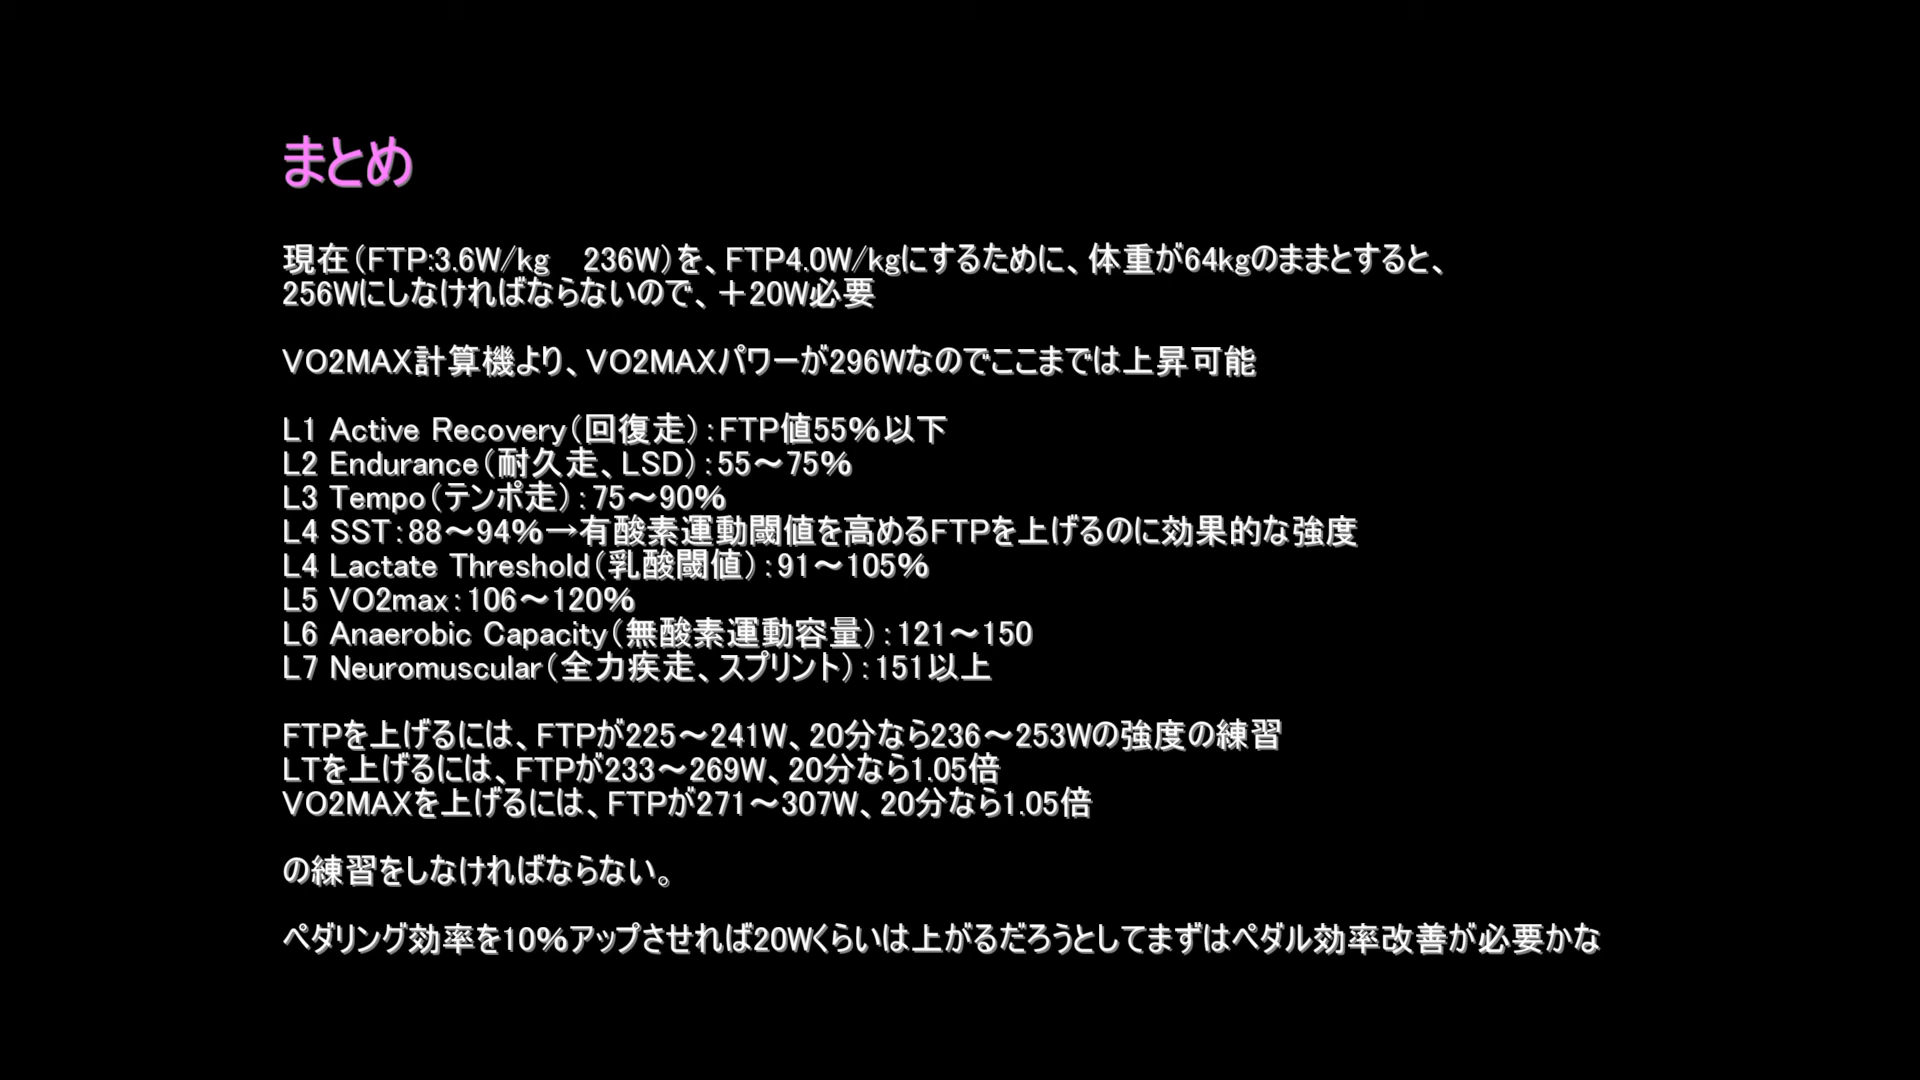 まとめ
現在（FTP:3.6W/kg　236W）を、FTP4.0W/kgにするために、体重が64kgのままとすると、
256Wにしなければならないので、＋20W必要
VO2MAX計算機より、VO2MAXパワーが296Wなのでここまでは上昇可能
L1 Active Recovery（回復走）：FTP値55%以下
L2 Endurance（耐久走、LSD）：55～75%
L3 Tempo（テンポ走）：75～90%
L4 SST：88～94%→有酸素運動閾値を高めるFTPを上げるのに効果的な強度
L4 Lactate Threshold（乳酸閾値）：91～105%
L5 VO2max：106～120%
L6 Anaerobic Capacity（無酸素運動容量）：121～150
L7 Neuromuscular（全力疾走、スプリント）：151以上
FTPを上げるには、FTPが225～241W、20分なら236～253Wの強度の練習
LTを上げるには、FTPが233～269W、20分なら1.05倍
VO2MAXを上げるには、FTPが271～307W、20分なら1.05倍
の練習をしなければならない。
ペダリング効率を10%アップさせれば20Wくらいは上がるだろうとしてまずはペダル効率改善が必要かな